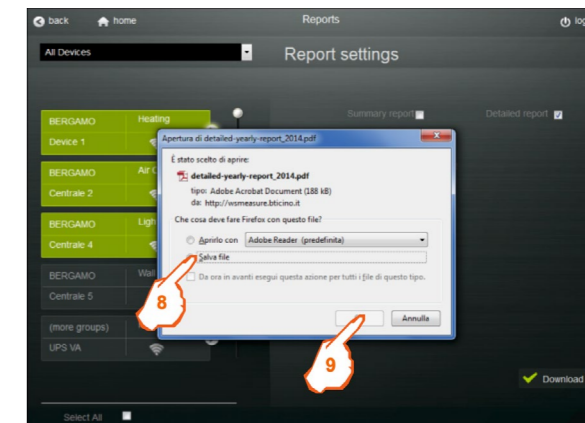 back home Reports
All Devices
Report settings
BERGAMO Heating
Device 1
Summary report Detailed report
Apertura di detailed-yearly-report_2014.pdf
È stato scelto di aprire:
detailed-yearly-report_2014.pdf
tipo: Adobe Acrobat Document (188 kB)
da: http://wsmeasure.bticino.it
Che cosa deve fare Firefox con questo file?
Aprirlo con Adobe Reader (predefinita)
Salva file
Da ora in avanti esegui questa azione per tutti i file di questo tipo.
Annulla
BERGAMO Air
Centrale 2
BERGAMO Ligh
Centrale 4
BERGAMO Wal
Centrale 5
(more groups)
UPS VA
8
9
Download
Select All